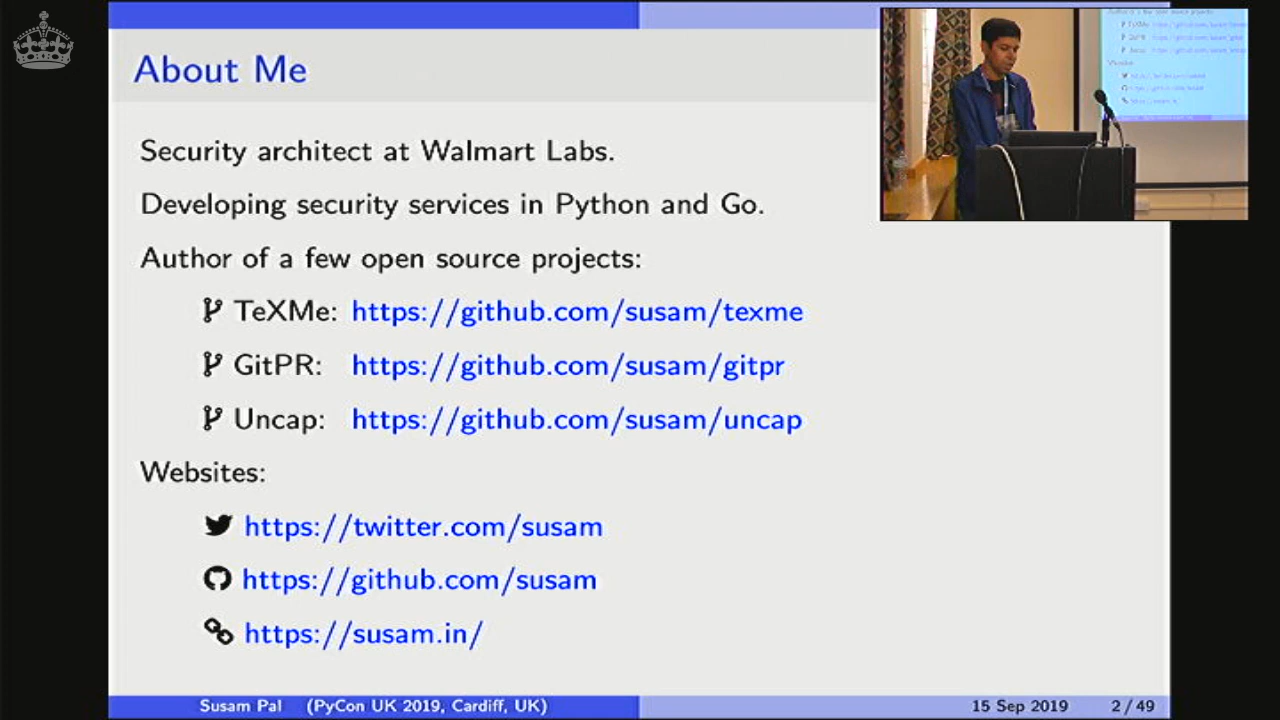 About Me
Security architect at Walmart Labs.
Developing security services in Python and Go.
Author of a few open source projects:
TeXMe: https://github.com/susam/texme
GitPR: https://github.com/susam/gitpr
Uncap: https://github.com/susam/uncap
Websites:
https://twitter.com/susam
https://github.com/susam
https://susam.in/
Susam Pal (PyCon UK 2019, Cardiff, UK) 15 Sep 2019 2 / 49